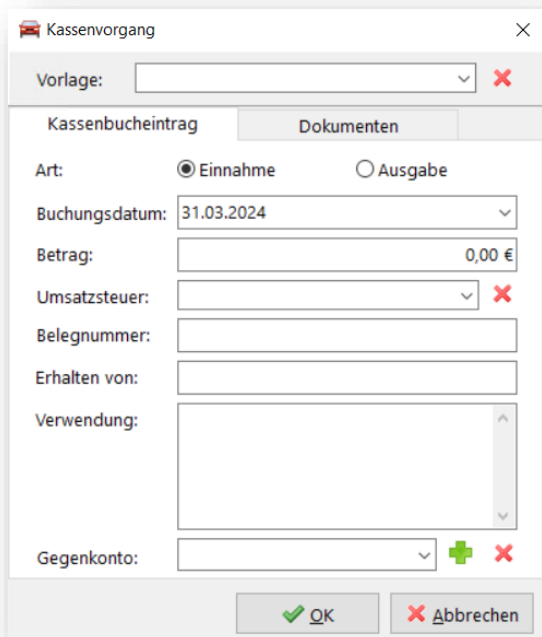 Kassenvorgang
Vorlage:
Kassenbucheintrag Dokumenten
Art: Einnahme Ausgabe
Buchungsdatum: 31.03.2024
Betrag: 0,00 €
Umsatzsteuer:
Belegnummer:
Erhalten von:
Verwendung:
Gegenkonto:
OK Abbrechen